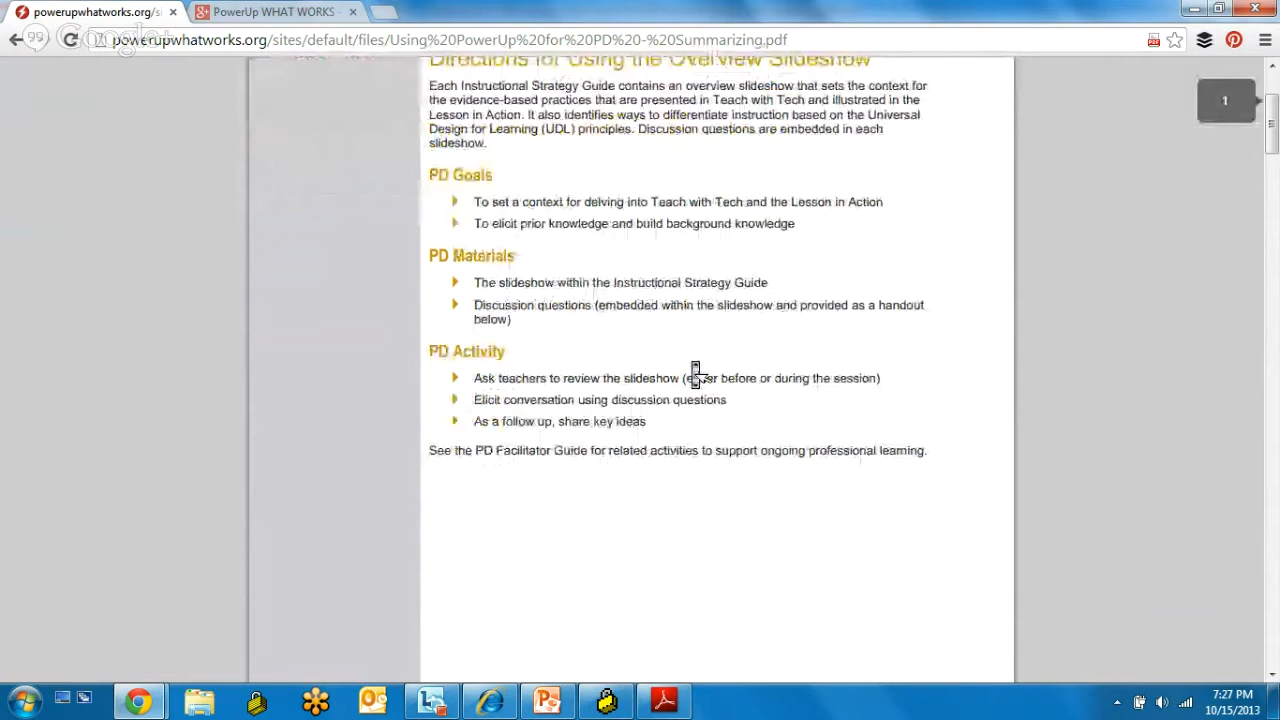 powerupwhatworks.org/si
PowerUp WHAT WORKS -
Google+
powerupwhatworks.org/sites/default/files/Using%20PowerUp%20for%20PD%20-%20Summarizing.pdf
Directions for Using the Overview Slideshow
Each Instructional Strategy Guide contains an overview slideshow that sets the context for
the evidence-based practices that are presented in Teach with Tech and illustrated in the
Lesson in Action. It also identifies ways to differentiate instruction based on the Universal
Design for Learning (UDL) principles. Discussion questions are embedded in each
slideshow.
1
PD Goals
To set a context for delving into Teach with Tech and the Lesson in Action
To elicit prior knowledge and build background knowledge
PD Materials
The slideshow within the Instructional Strategy Guide
Discussion questions (embedded within the slideshow and provided as a handout
below)
PD Activity
Ask teachers to review the slideshow (either before or during the session)
Elicit conversation using discussion questions
As a follow up, share key ideas
See the PD Facilitator Guide for related activities to support ongoing professional learning.
7:27 PM
10/15/2013